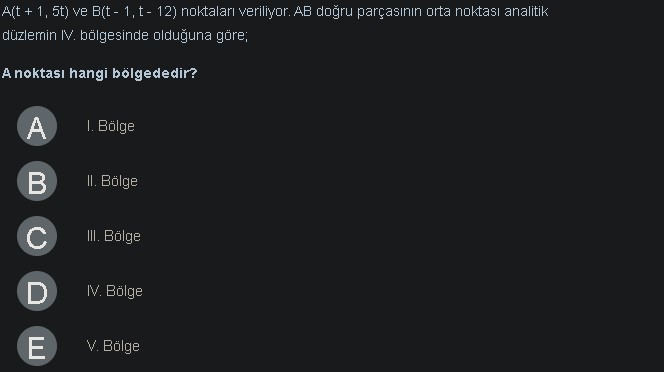 A(t + 1, 5t) ve B(t - 1, t - 12) noktaları veriliyor. AB doğru parçasının orta noktası analitik
düzlemin IV. bölgesinde olduğuna göre;
A noktası hangi bölgededir?
A I. Bölge
B II. Bölge
C III. Bölge
D IV. Bölge
E V. Bölge